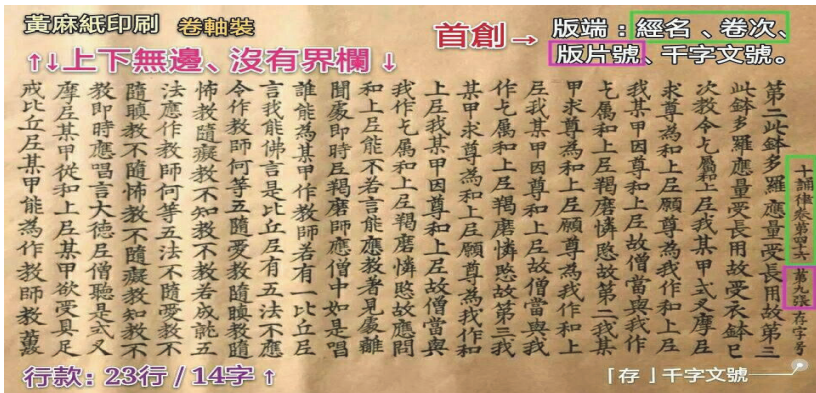 黃麻紙印刷 卷軸裝
↑↓上下無邊、沒有界欄 ↓
首創→ 版端：經名、卷次、
版片號、千字文號。
十誦律卷第四十六 第九張 存字号
第二此鉢多羅應量受長用故第三
此鉢多羅應量受長用故受衣鉢已
次教令乞屬和上尼我某甲式叉摩尼
求尊為和上尼願尊為我作和上尼
某甲因尊和上尼故僧當與我作
乞屬和上尼羯磨憐愍故第二我某
甲求尊為和上尼願尊為我作和上
尼我某甲因尊和上尼故僧當與我
作乞屬和上尼羯磨憐愍故第三我
某甲求尊為和上尼願尊為我作和
上尼我某甲因尊和上尼故僧當與
我作乞屬和上尼羯磨憐愍故應問
和上尼能不若言能應教著見處離
聞處即時尼羯磨師應僧中如是唱
誰能為某甲作教師若有一比丘尼
言我能佛言是比丘尼有五法不應
令作教師何等五隨愛教隨瞋教隨
怖教隨癡教不知教不教若成就五
法應作教師何等五法不隨愛教不
隨瞋教不隨怖教不隨癡教知教不
教即時應唱言大德尼僧聽是式叉
摩尼某甲從和上尼某甲欲受具足
戒比丘尼某甲能為作教師教
行款：23行 / 14字 ↑
「存」千字文號